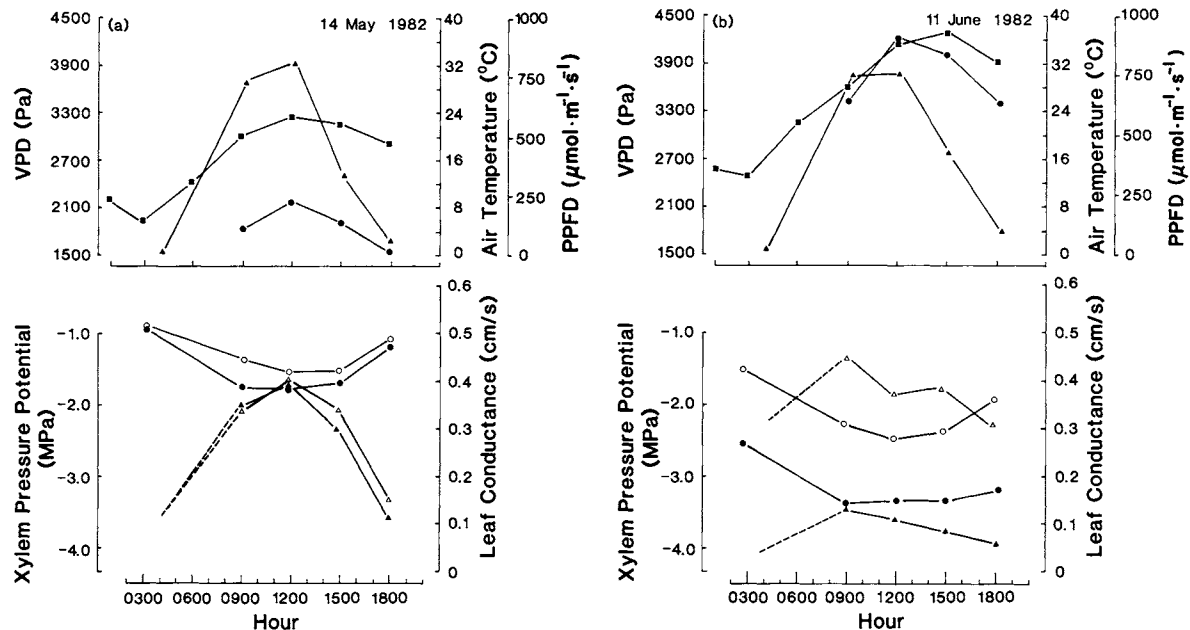 (a)
14 May 1982
4500
3900
3300
2700
2100
1500
VPD (Pa)
40
32
24
16
8
0
Air Temperature (°C)
1000
750
500
250
0
PPFD (μmol·m⁻¹·s⁻¹)
-1.0
-2.0
-3.0
-4.0
Xylem Pressure Potential
(MPa)
0.6
0.5
0.4
0.3
0.2
0.1
0
Leaf Conductance (cm/s)
0300 0600 0900 1200 1500 1800
Hour
(b)
11 June 1982
4500
3900
3300
2700
2100
1500
VPD (Pa)
40
32
24
16
8
0
Air Temperature (°C)
1000
750
500
250
0
PPFD (μmol·m⁻¹·s⁻¹)
-1.0
-2.0
-3.0
-4.0
Xylem Pressure Potential
(MPa)
0.6
0.5
0.4
0.3
0.2
0.1
0
Leaf Conductance (cm/s)
0300 0600 0900 1200 1500 1800
Hour